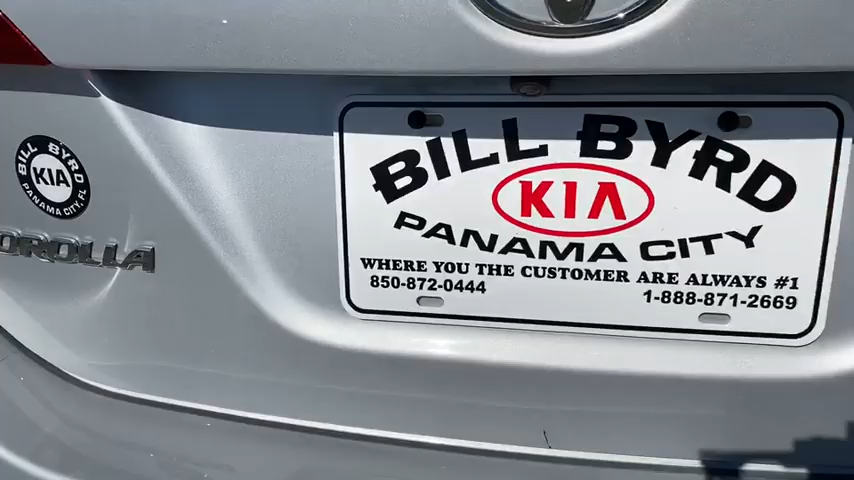 BILL BYRD
KIA
PANAMA CITY, FL
OROLLA
BILL BYRD
KIA
PANAMA CITY
WHERE YOU THE CUSTOMER ARE ALWAYS #1
850-872-0444
1-888-871-2669